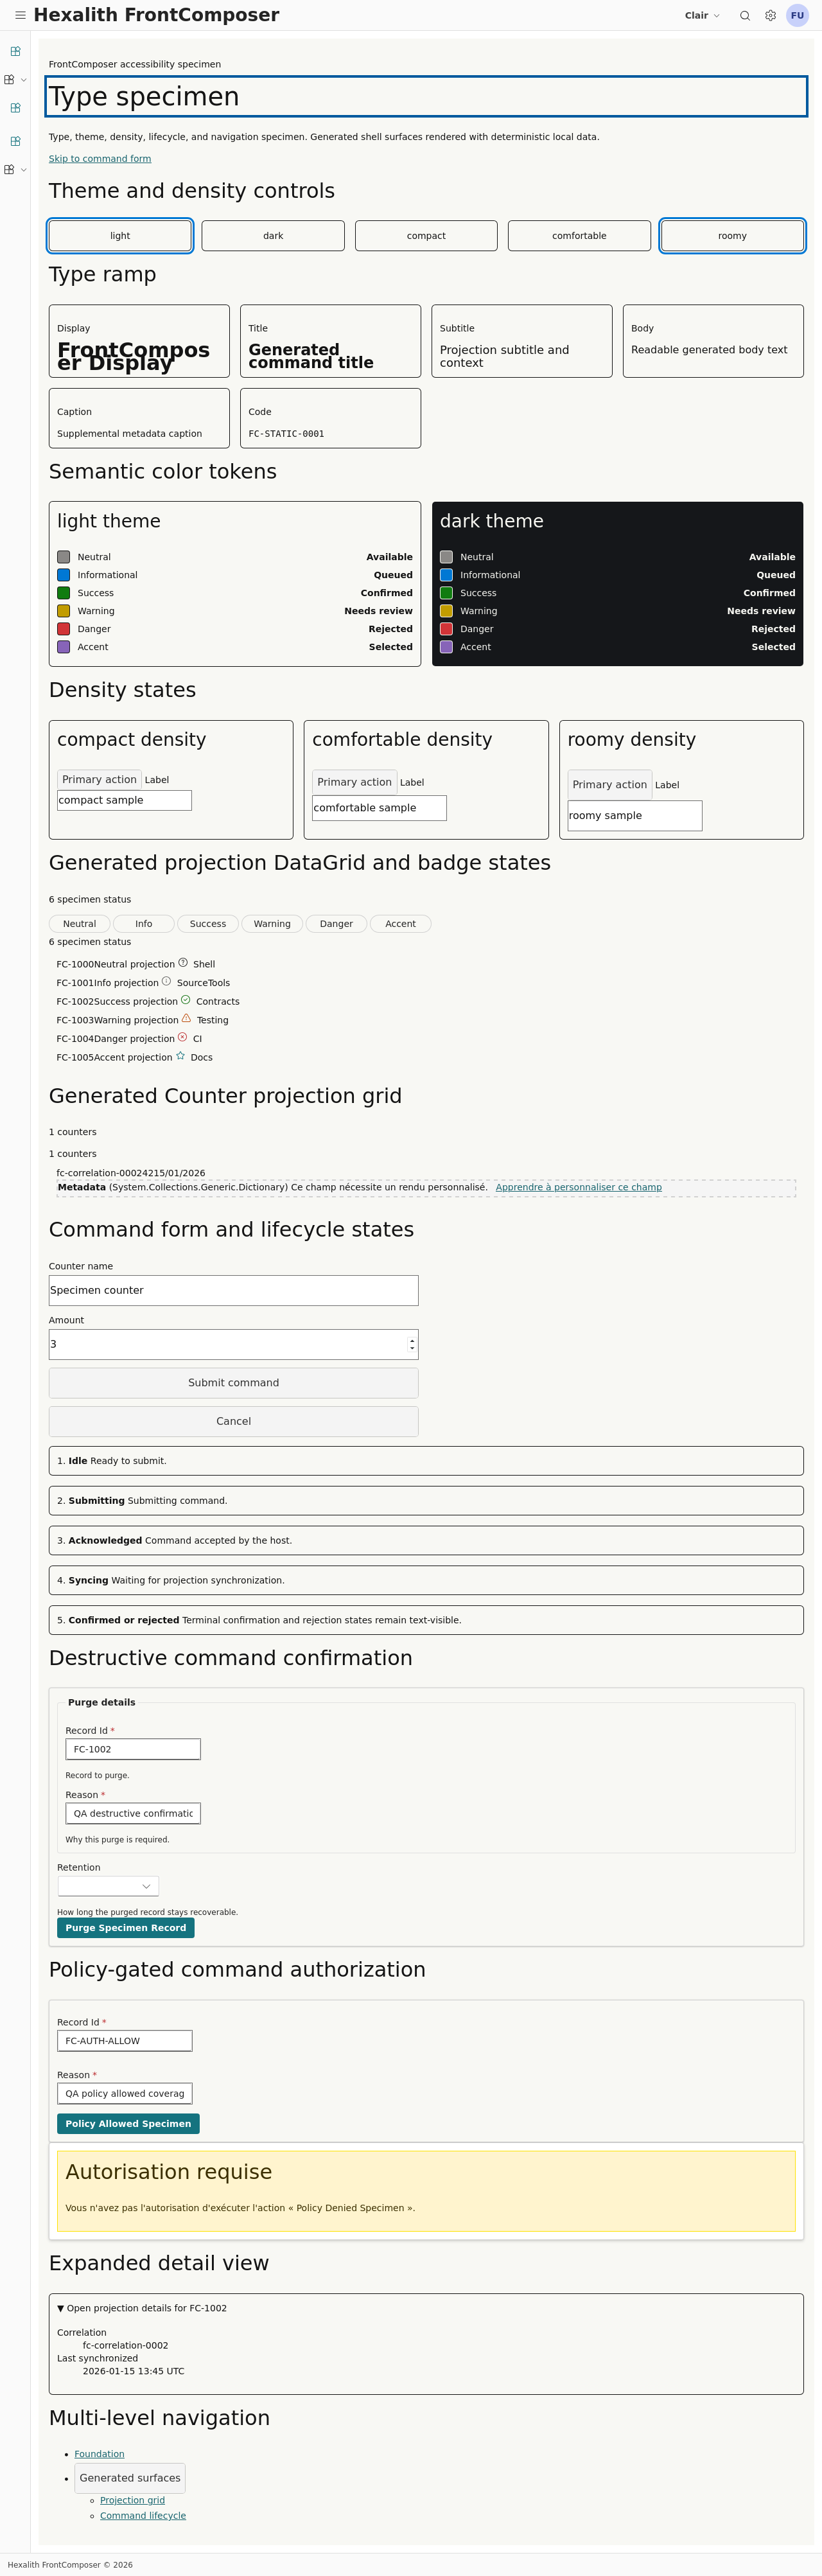 Hexalith FrontComposer
Clair
FU
FrontComposer accessibility specimen
Type specimen
Type, theme, density, lifecycle, and navigation specimen. Generated shell surfaces rendered with deterministic local data.
Skip to command form
Theme and density controls
light
dark
compact
comfortable
roomy
Type ramp
Display
FrontCompos
er Display
Title
Generated
command title
Subtitle
Projection subtitle and
context
Body
Readable generated body text
Caption
Supplemental metadata caption
Code
FC-STATIC-0001
Semantic color tokens
light theme
Neutral Available
Informational Queued
Success Confirmed
Warning Needs review
Danger Rejected
Accent Selected
dark theme
Neutral Available
Informational Queued
Success Confirmed
Warning Needs review
Danger Rejected
Accent Selected
Density states
compact density
Primary action Label
compact sample
comfortable density
Primary action Label
comfortable sample
roomy density
Primary action Label
roomy sample
Generated projection DataGrid and badge states
6 specimen status
Neutral
Info
Success
Warning
Danger
Accent
6 specimen status
FC-1000Neutral projection Shell
FC-1001Info projection SourceTools
FC-1002Success projection Contracts
FC-1003Warning projection Testing
FC-1004Danger projection CI
FC-1005Accent projection Docs
Generated Counter projection grid
1 counters
1 counters
fc-correlation-00024215/01/2026
Metadata (System.Collections.Generic.Dictionary) Ce champ nécessite un rendu personnalisé. Apprendre à personnaliser ce champ
Command form and lifecycle states
Counter name
Specimen counter
Amount
3
Submit command
Cancel
1. Idle Ready to submit.
2. Submitting Submitting command.
3. Acknowledged Command accepted by the host.
4. Syncing Waiting for projection synchronization.
5. Confirmed or rejected Terminal confirmation and rejection states remain text-visible.
Destructive command confirmation
Purge details
Record Id *
FC-1002
Record to purge.
Reason *
QA destructive confirmatic
Why this purge is required.
Retention
How long the purged record stays recoverable.
Purge Specimen Record
Policy-gated command authorization
Record Id *
FC-AUTH-ALLOW
Reason *
QA policy allowed coverag
Policy Allowed Specimen
Autorisation requise
Vous n'avez pas l'autorisation d'exécuter l'action « Policy Denied Specimen ».
Expanded detail view
▼ Open projection details for FC-1002
Correlation
fc-correlation-0002
Last synchronized
2026-01-15 13:45 UTC
Multi-level navigation
• Foundation
• Generated surfaces
◦ Projection grid
◦ Command lifecycle
Hexalith FrontComposer © 2026